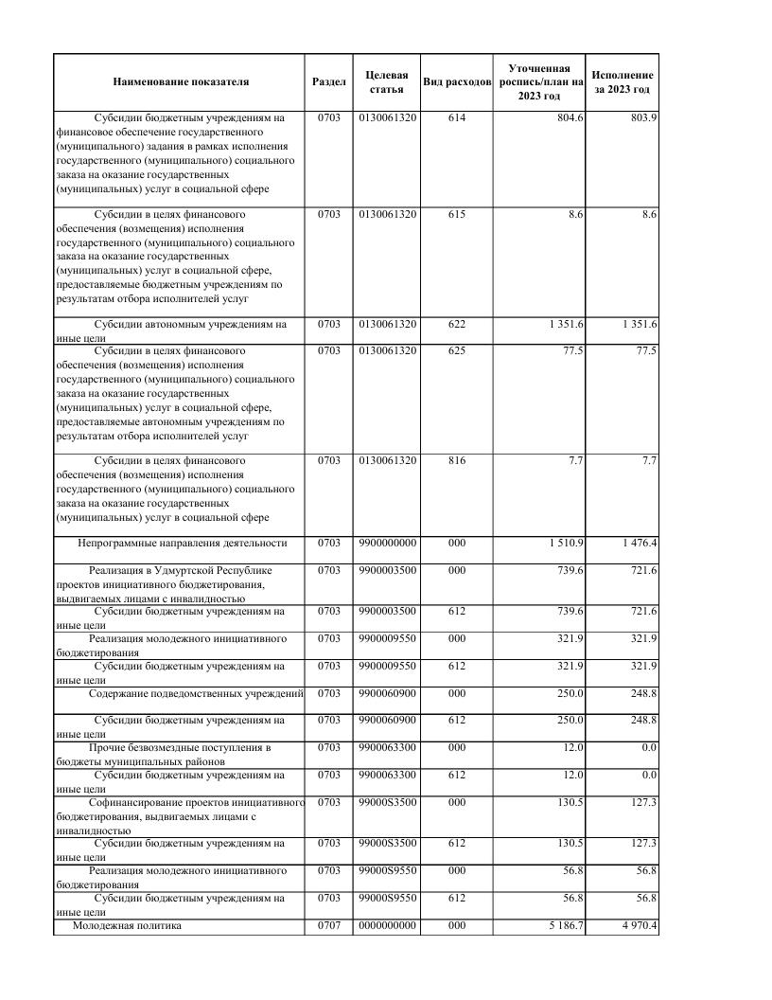 Наименование показателя Раздел Целевая статья Вид расходов Уточненная роспись/план на 2023 год Исполнение за 2023 год
Субсидии бюджетным учреждениям на 0703 0130061320 614 804.6 803.9
финансовое обеспечение государственного
(муниципального) задания в рамках исполнения
государственного (муниципального) социального
заказа на оказание государственных
(муниципальных) услуг в социальной сфере
Субсидии в целях финансового 0703 0130061320 615 8.6 8.6
обеспечения (возмещения) исполнения
государственного (муниципального) социального
заказа на оказание государственных
(муниципальных) услуг в социальной сфере,
предоставляемые бюджетным учреждениям по
результатам отбора исполнителей услуг
Субсидии автономным учреждениям на 0703 0130061320 622 1 351.6 1 351.6
иные цели
Субсидии в целях финансового 0703 0130061320 625 77.5 77.5
обеспечения (возмещения) исполнения
государственного (муниципального) социального
заказа на оказание государственных
(муниципальных) услуг в социальной сфере,
предоставляемые автономным учреждениям по
результатам отбора исполнителей услуг
Субсидии в целях финансового 0703 0130061320 816 7.7 7.7
обеспечения (возмещения) исполнения
государственного (муниципального) социального
заказа на оказание государственных
(муниципальных) услуг в социальной сфере
Непрограммные направления деятельности 0703 9900000000 000 1 510.9 1 476.4
Реализация в Удмуртской Республике 0703 9900003500 000 739.6 721.6
проектов инициативного бюджетирования,
выдвигаемых лицами с инвалидностью
Субсидии бюджетным учреждениям на 0703 9900003500 612 739.6 721.6
иные цели
Реализация молодежного инициативного 0703 9900009550 000 321.9 321.9
бюджетирования
Субсидии бюджетным учреждениям на 0703 9900009550 612 321.9 321.9
иные цели
Содержание подведомственных учреждений 0703 9900060900 000 250.0 248.8
Субсидии бюджетным учреждениям на 0703 9900060900 612 250.0 248.8
иные цели
Прочие безвозмездные поступления в 0703 9900063300 000 12.0 0.0
бюджеты муниципальных районов
Субсидии бюджетным учреждениям на 0703 9900063300 612 12.0 0.0
иные цели
Софинансирование проектов инициативного 0703 99000S3500 000 130.5 127.3
бюджетирования, выдвигаемых лицами с
инвалидностью
Субсидии бюджетным учреждениям на 0703 99000S3500 612 130.5 127.3
иные цели
Реализация молодежного инициативного 0703 99000S9550 000 56.8 56.8
бюджетирования
Субсидии бюджетным учреждениям на 0703 99000S9550 612 56.8 56.8
иные цели
Молодежная политика 0707 0000000000 000 5 186.7 4 970.4